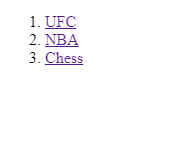 1. UFC
2. NBA
3. Chess